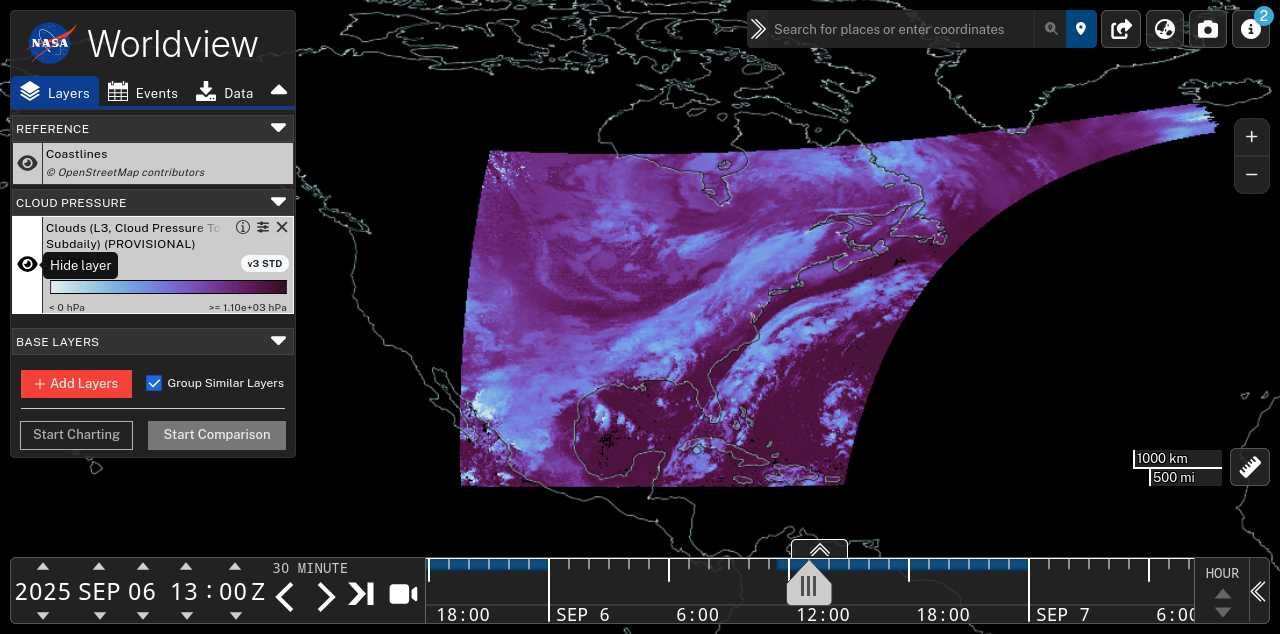 NASA
Worldview
Layers
Events
Data
REFERENCE
Coastlines
© OpenStreetMap contributors
CLOUD PRESSURE
Clouds (L3, Cloud Pressure To
Subdaily) (PROVISIONAL)
Hide layer
v3 STD
< 0 hPa
>= 1.10e+03 hPa
BASE LAYERS
+ Add Layers
Group Similar Layers
Start Charting
Start Comparison
Search for places or enter coordinates
2
+
−
1000 km
500 mi
2025 SEP 06 13 : 00 Z
30 MINUTE
18:00
SEP 6
6:00
12:00
18:00
SEP 7
6:00
HOUR